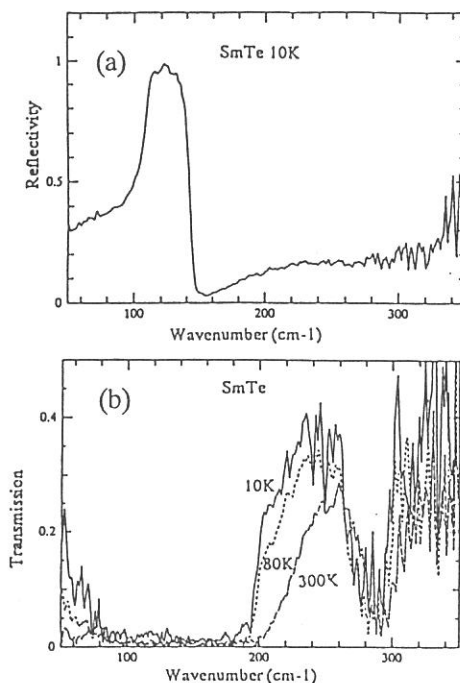 (a)
SmTe 10K
1
0.5
0
Reflectivity
100
200
300
Wavenumber (cm-1)
(b)
SmTe
0.4
0.2
0
Transmission
10K
80K
300K
100
200
300
Wavenumber (cm-1)